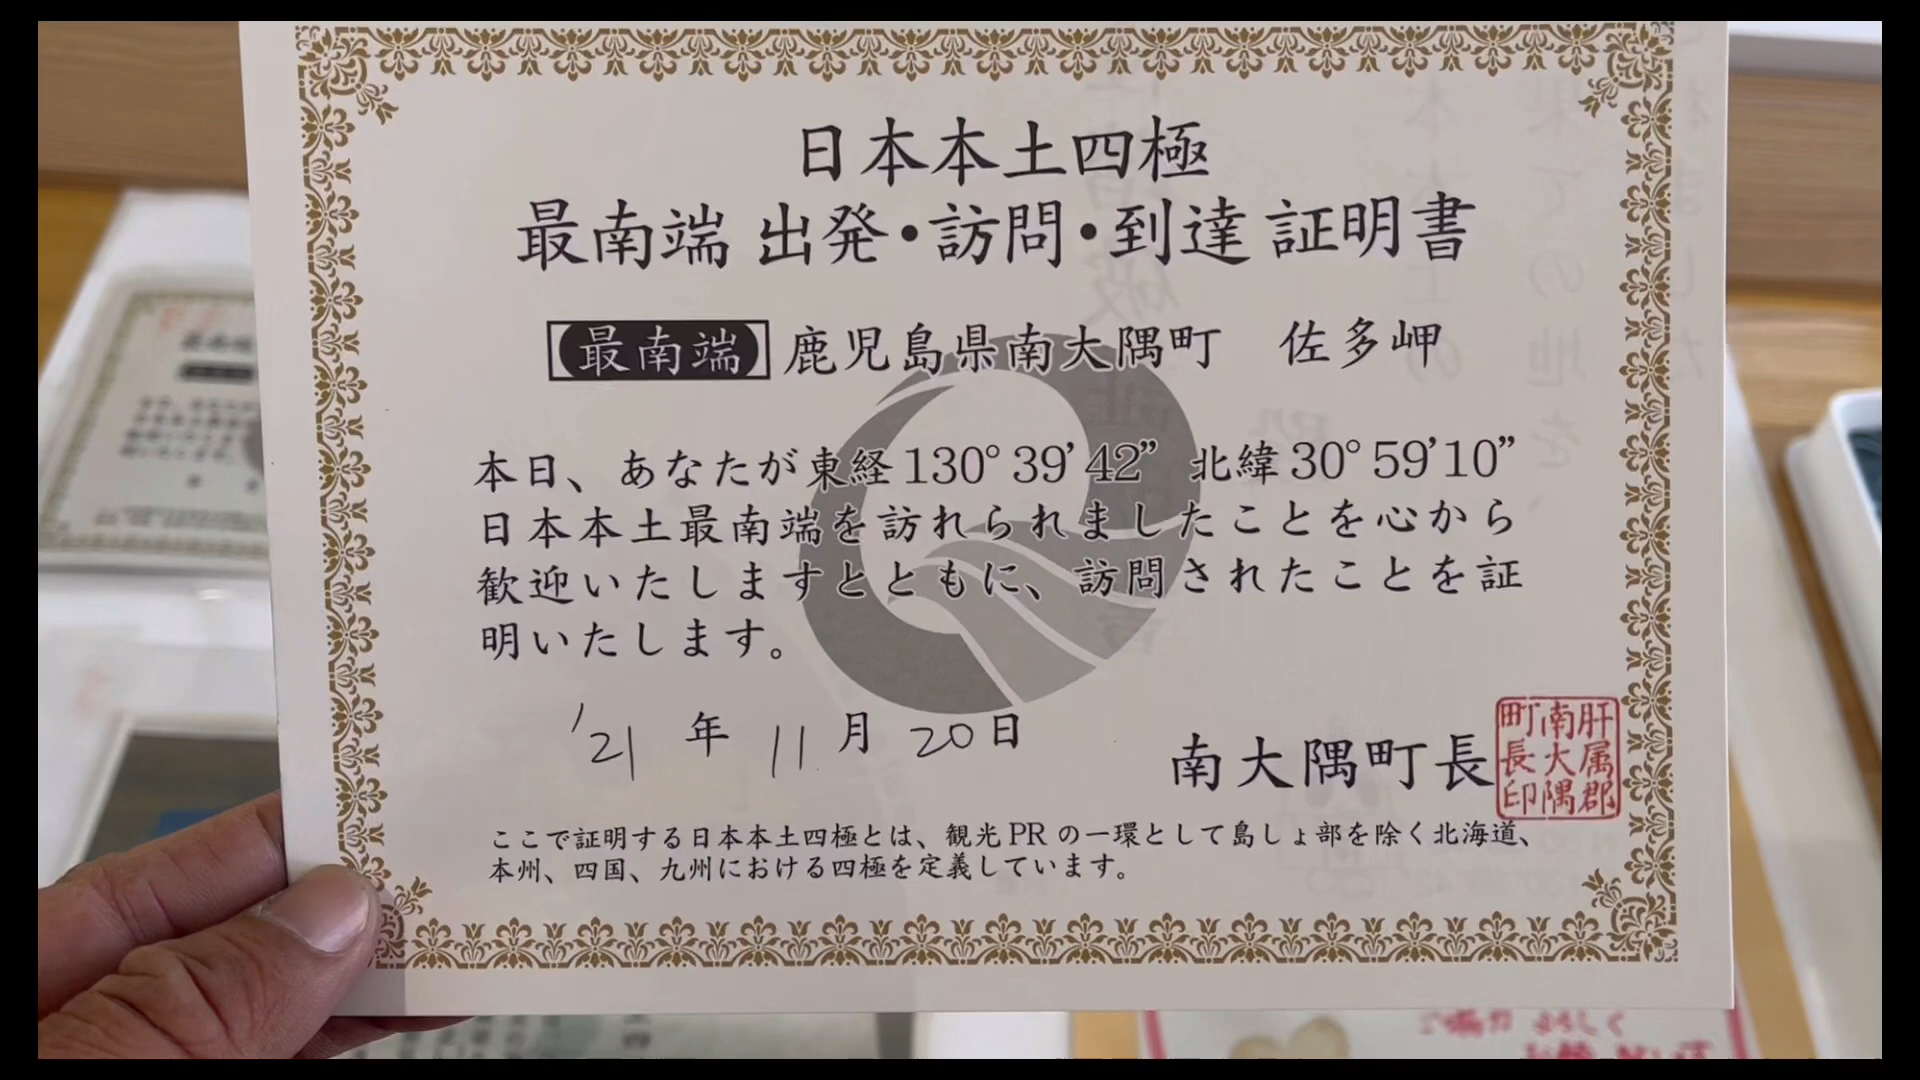 日本本土四極
最南端 出発・訪問・到達 証明書
最南端 鹿児島県南大隅町 佐多岬
本日、あなたが東経130°39’42” 北緯30°59’10”
日本本土最南端を訪れられましたことを心から
歓迎いたしますとともに、訪問されたことを証
明いたします。
’21 年 11 月 20 日
南大隅町長
肝属郡
南大隅
町長印
ここで証明する日本本土四極とは、観光PRの一環として島しょ部を除く北海道、
本州、四国、九州における四極を定義しています。